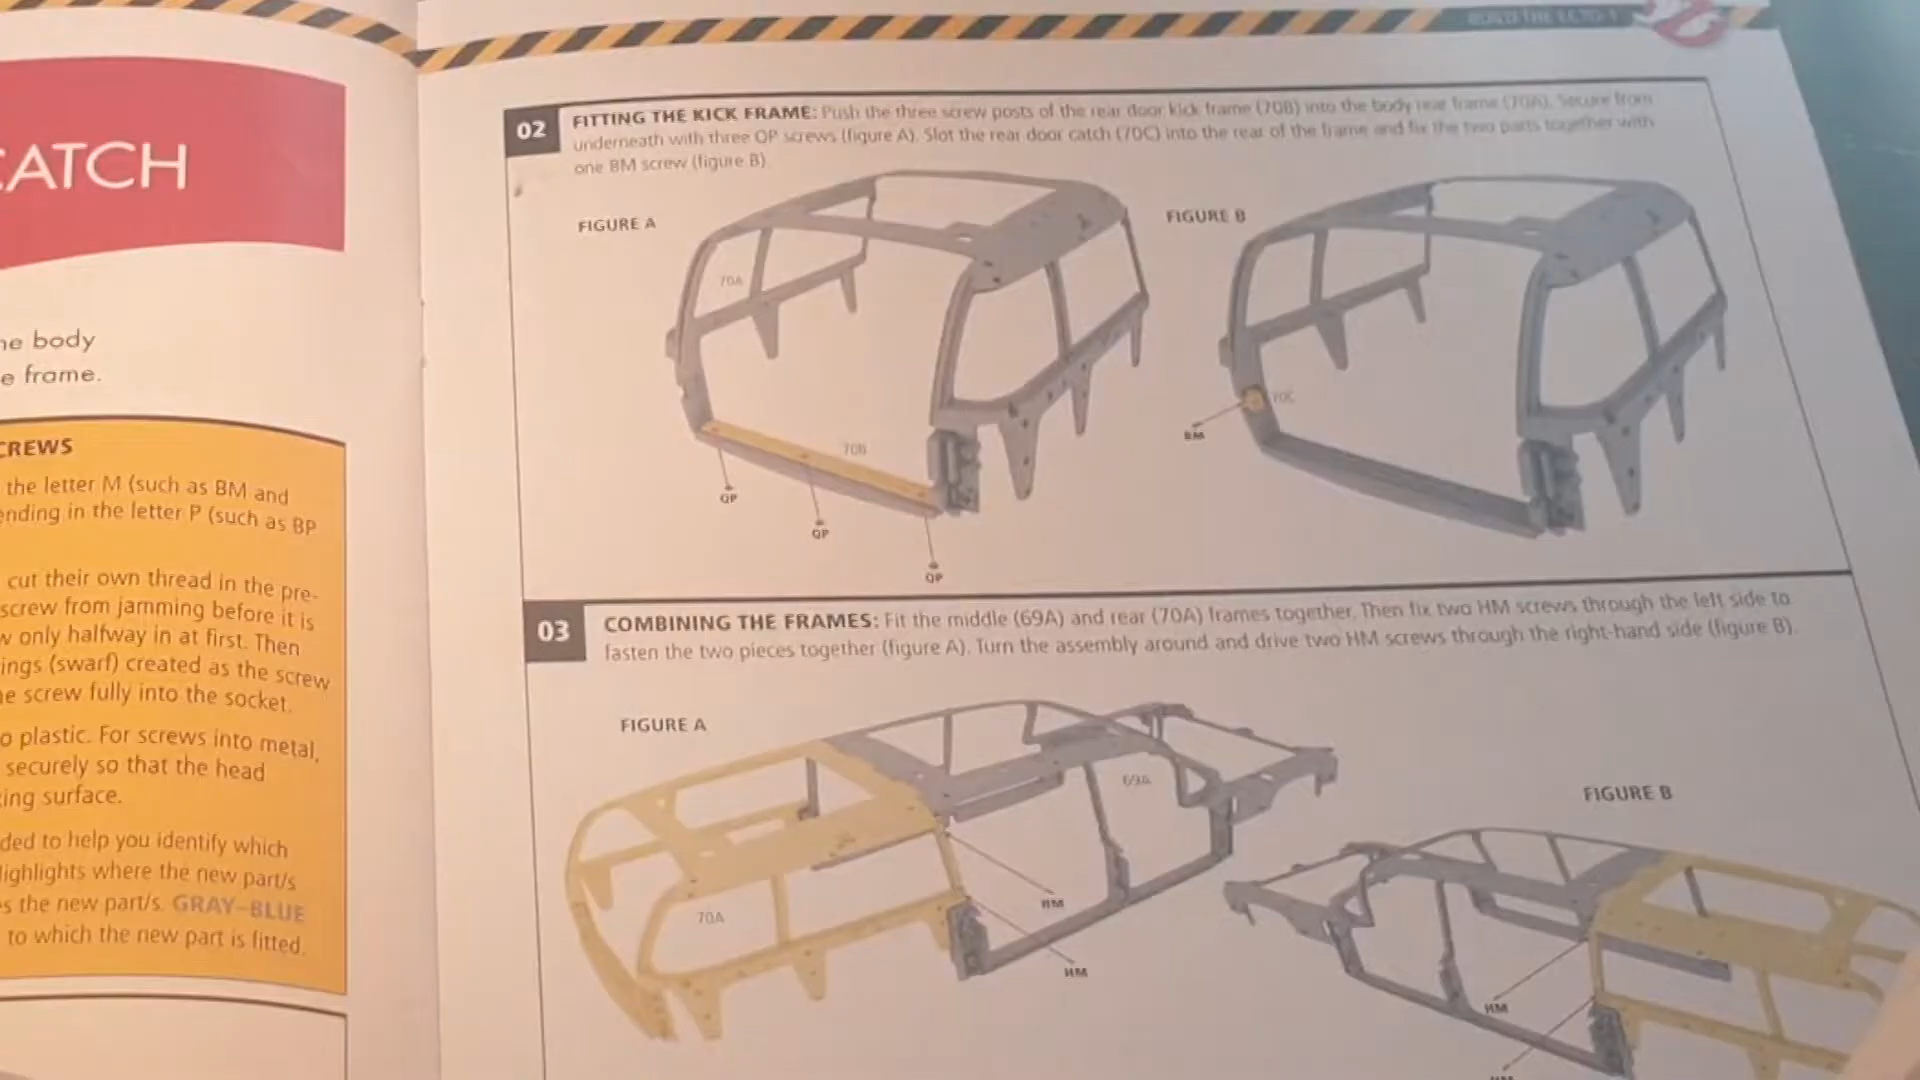 CATCH
he body
e frame.
CREWS
the letter M (such as BM and
ending in the letter P (such as BP
cut their own thread in the pre-
screw from jamming before it is
w only halfway in at first. Then
ings (swarf) created as the screw
he screw fully into the socket.
o plastic. For screws into metal,
securely so that the head
king surface.
ded to help you identify which
Highlights where the new part/s
s the new part/s. GRAY-BLUE
to which the new part is fitted.
BUILD THE ECTO-1
02
FITTING THE KICK FRAME: Push the three screw posts of the rear door kick frame (70B) into the body rear frame (70A). Secure from
underneath with three QP screws (figure A). Slot the rear door catch (70C) into the rear of the frame and fix the two parts together with
one BM screw (figure B).
FIGURE A
FIGURE B
70A
70C
BM
70B
QP
QP
QP
03
COMBINING THE FRAMES: Fit the middle (69A) and rear (70A) frames together. Then fix two HM screws through the left side to
fasten the two pieces together (figure A). Turn the assembly around and drive two HM screws through the right-hand side (figure B).
FIGURE A
69A
FIGURE B
HM
70A
HM
HM
HM